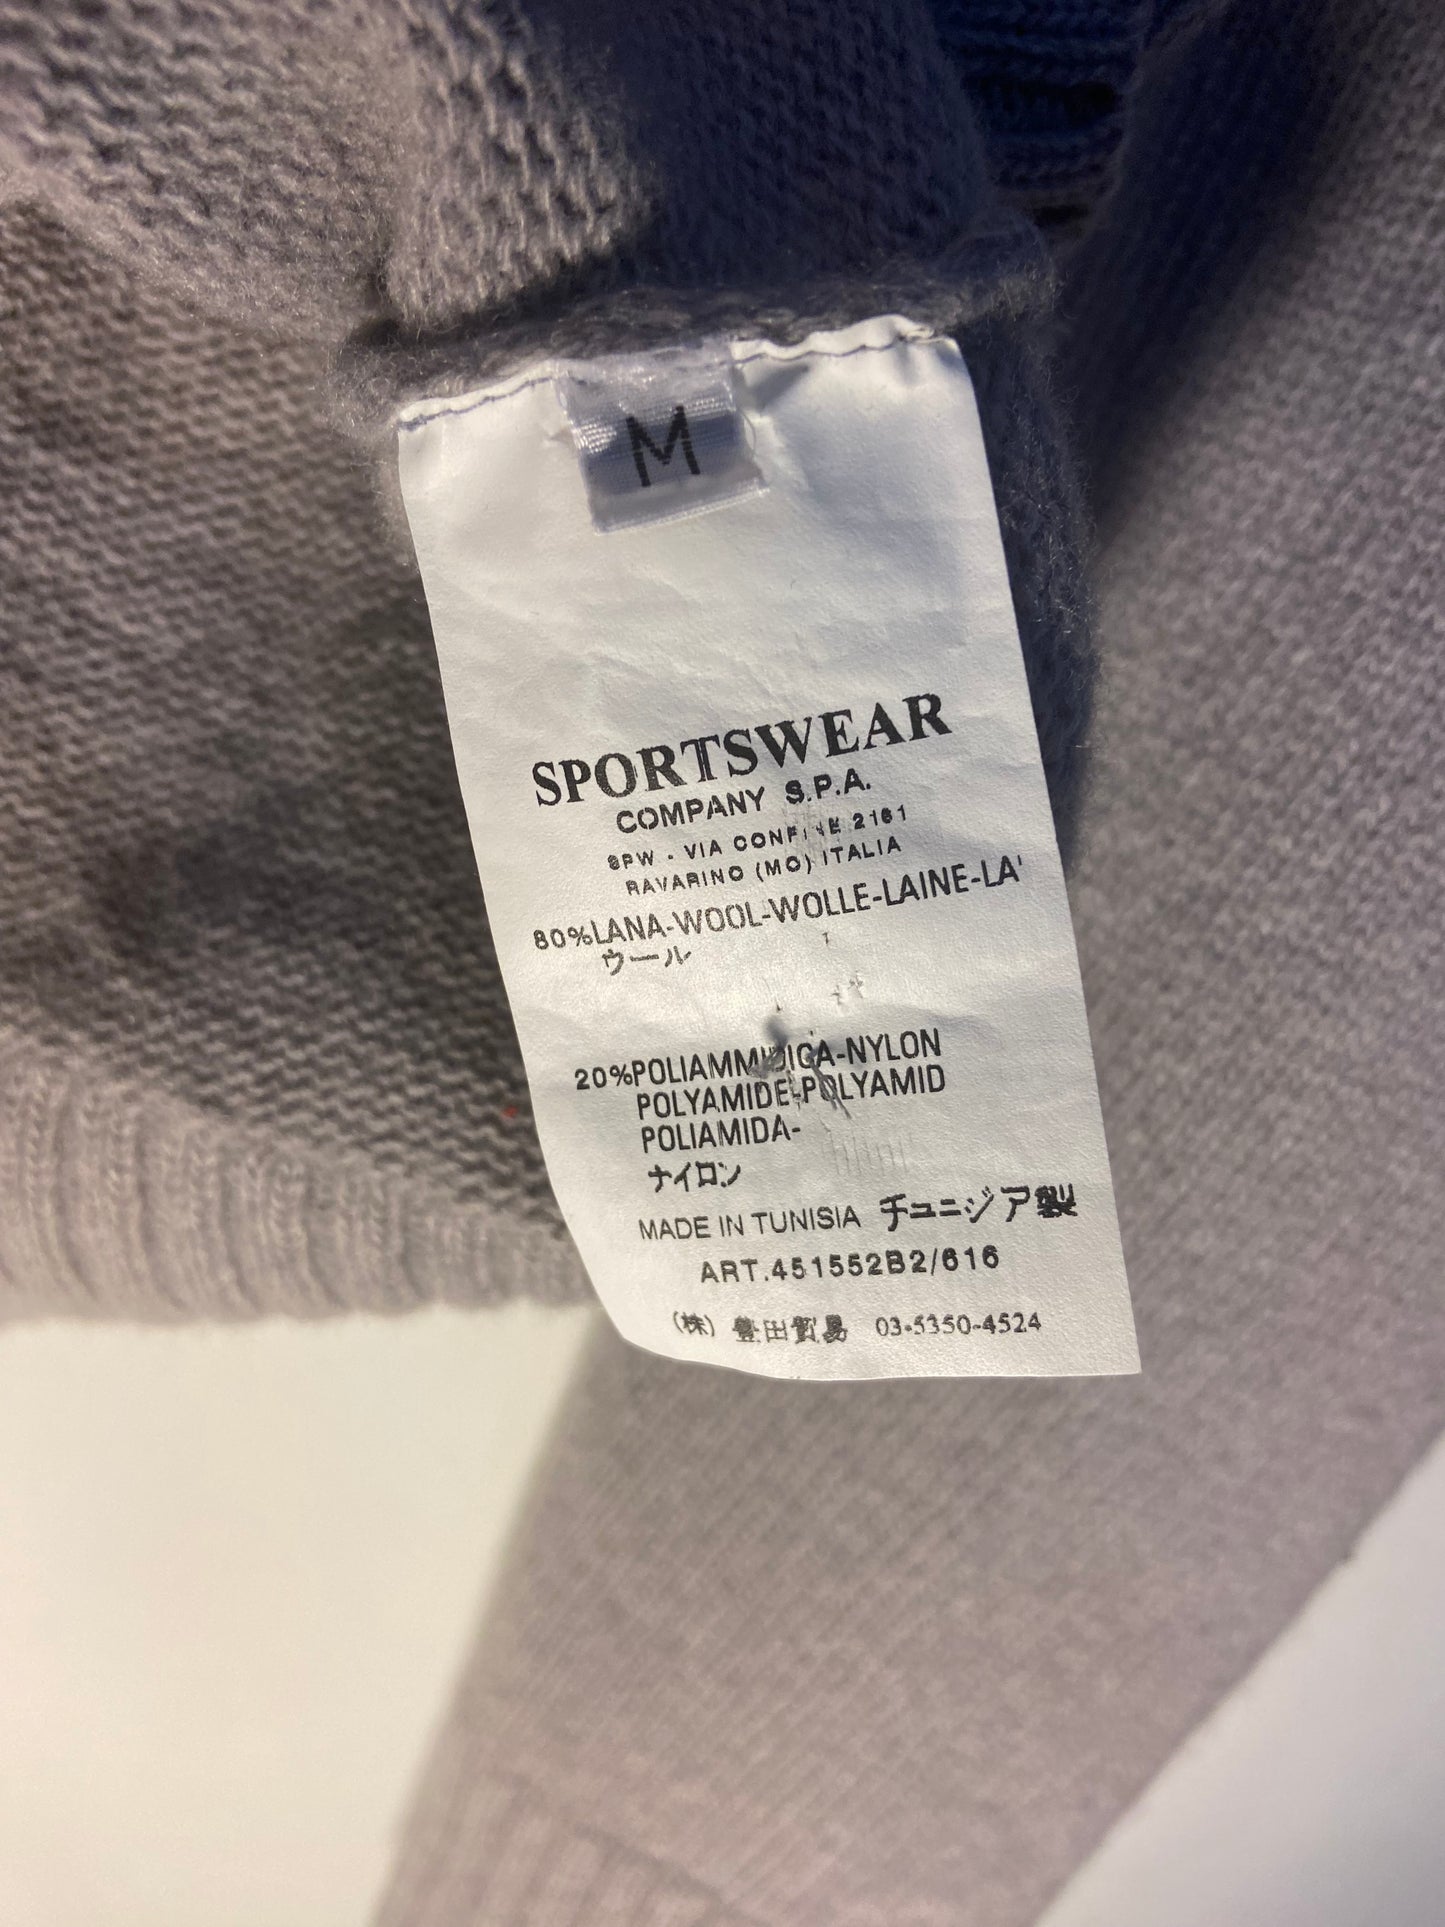 M
SPORTSWEAR
COMPANY S.P.A.
SPW - VIA CONFINE 2161
RAVARINO (MO) ITALIA
80%LANA-WOOL-WOLLE-LAINE-LA'
ウール
20%POLIAMMIDICA-NYLON
POLYAMIDE-POLYAMID
POLIAMIDA-
ナイロン
MADE IN TUNISIA チュニジア製
ART.451552B2/616
(株) 豊田貿易 03-5350-4524